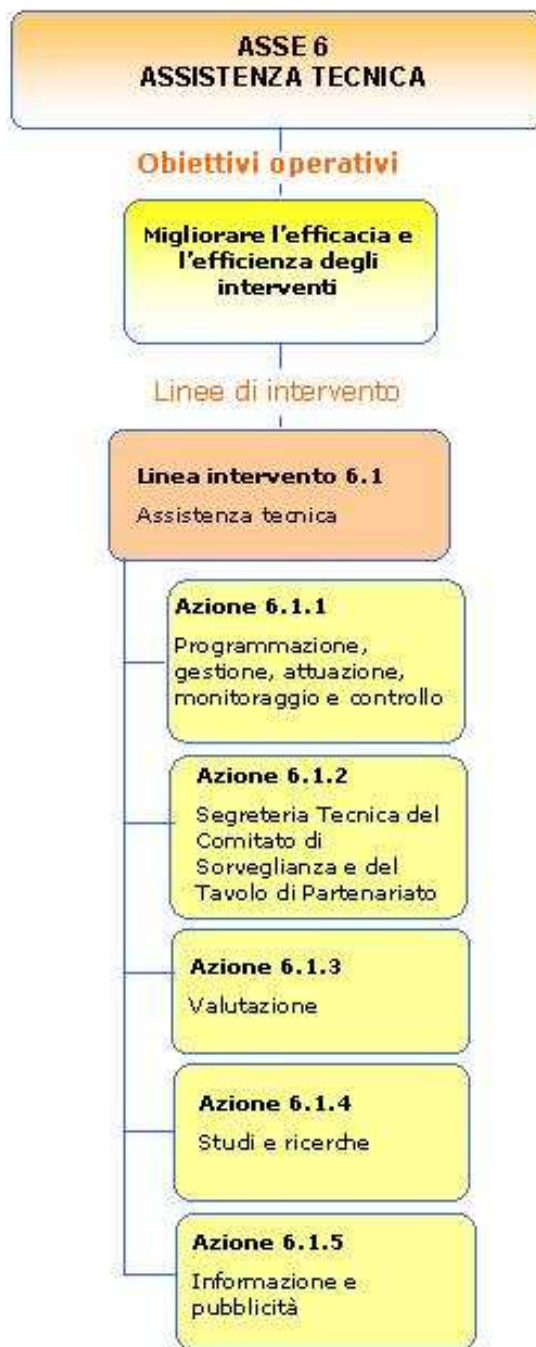 ASSE 6
ASSISTENZA TECNICA
Obiettivi operativi
Migliorare l'efficacia e
l'efficienza degli
interventi
Linee di intervento
Linea intervento 6.1
Assistenza tecnica
Azione 6.1.1
Programmazione,
gestione, attuazione,
monitoraggio e controllo
Azione 6.1.2
Segreteria Tecnica del
Comitato di
Sorveglianza e del
Tavolo di Partenariato
Azione 6.1.3
Valutazione
Azione 6.1.4
Studi e ricerche
Azione 6.1.5
Informazione e
pubblicità